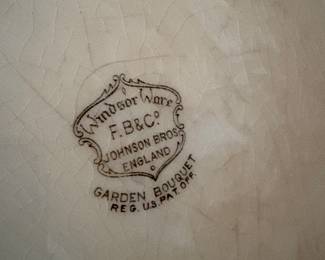 Windsor Ware
F.B&Co
JOHNSON BROS
ENGLAND
GARDEN BOUQUET
REG. U.S. PAT. OFF.